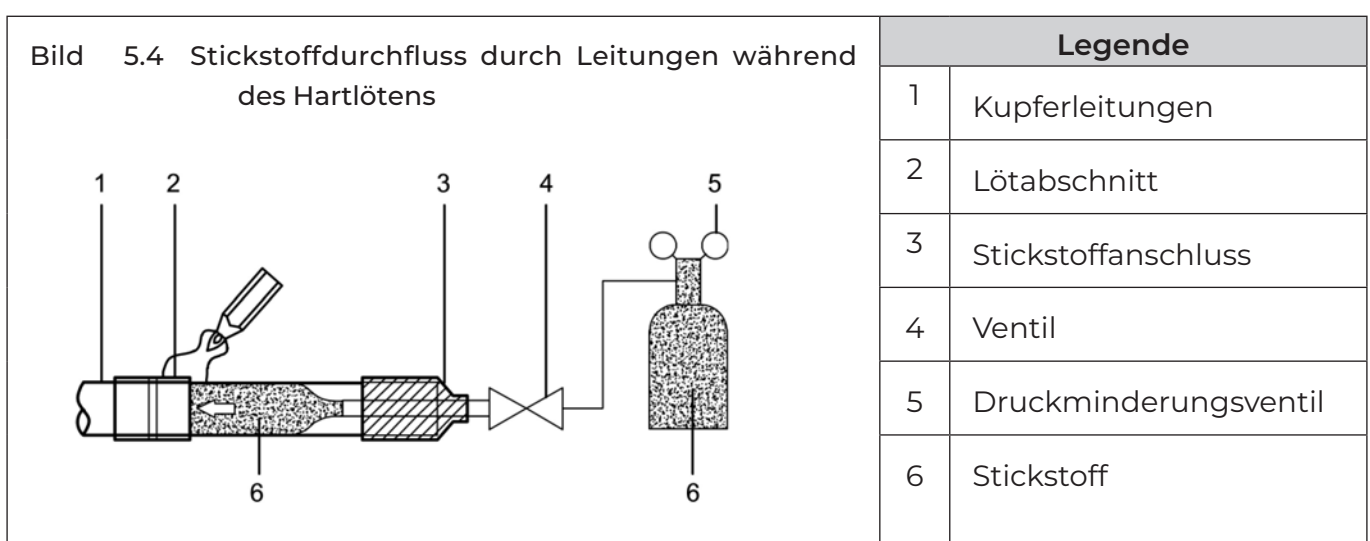 Bild 5.4 Stickstoffdurchfluss durch Leitungen während
des Hartlötens
1 2 3 4 5
6 6
Legende
1 Kupferleitungen
2 Lötabschnitt
3 Stickstoffanschluss
4 Ventil
5 Druckminderungsventil
6 Stickstoff